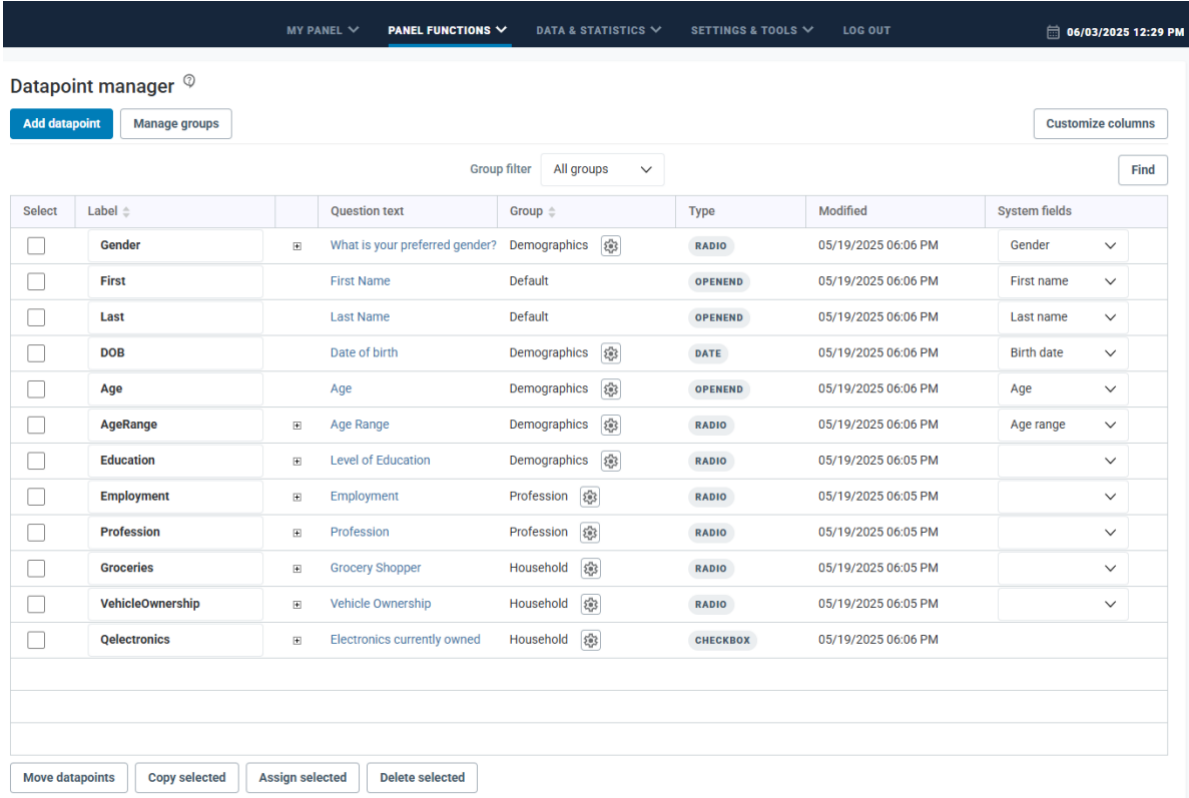 MY PANEL PANEL FUNCTIONS DATA & STATISTICS SETTINGS & TOOLS LOG OUT 06/03/2025 12:29 PM
Datapoint manager
Add datapoint Manage groups Customize columns
Group filter All groups Find
Select Label Question text Group Type Modified System fields
Gender What is your preferred gender? Demographics RADIO 05/19/2025 06:06 PM Gender
First First Name Default OPENEND 05/19/2025 06:06 PM First name
Last Last Name Default OPENEND 05/19/2025 06:06 PM Last name
DOB Date of birth Demographics DATE 05/19/2025 06:06 PM Birth date
Age Age Demographics OPENEND 05/19/2025 06:06 PM Age
AgeRange Age Range Demographics RADIO 05/19/2025 06:06 PM Age range
Education Level of Education Demographics RADIO 05/19/2025 06:05 PM
Employment Employment Profession RADIO 05/19/2025 06:05 PM
Profession Profession Profession RADIO 05/19/2025 06:05 PM
Groceries Grocery Shopper Household RADIO 05/19/2025 06:05 PM
VehicleOwnership Vehicle Ownership Household RADIO 05/19/2025 06:05 PM
Qelectronics Electronics currently owned Household CHECKBOX 05/19/2025 06:06 PM
Move datapoints Copy selected Assign selected Delete selected